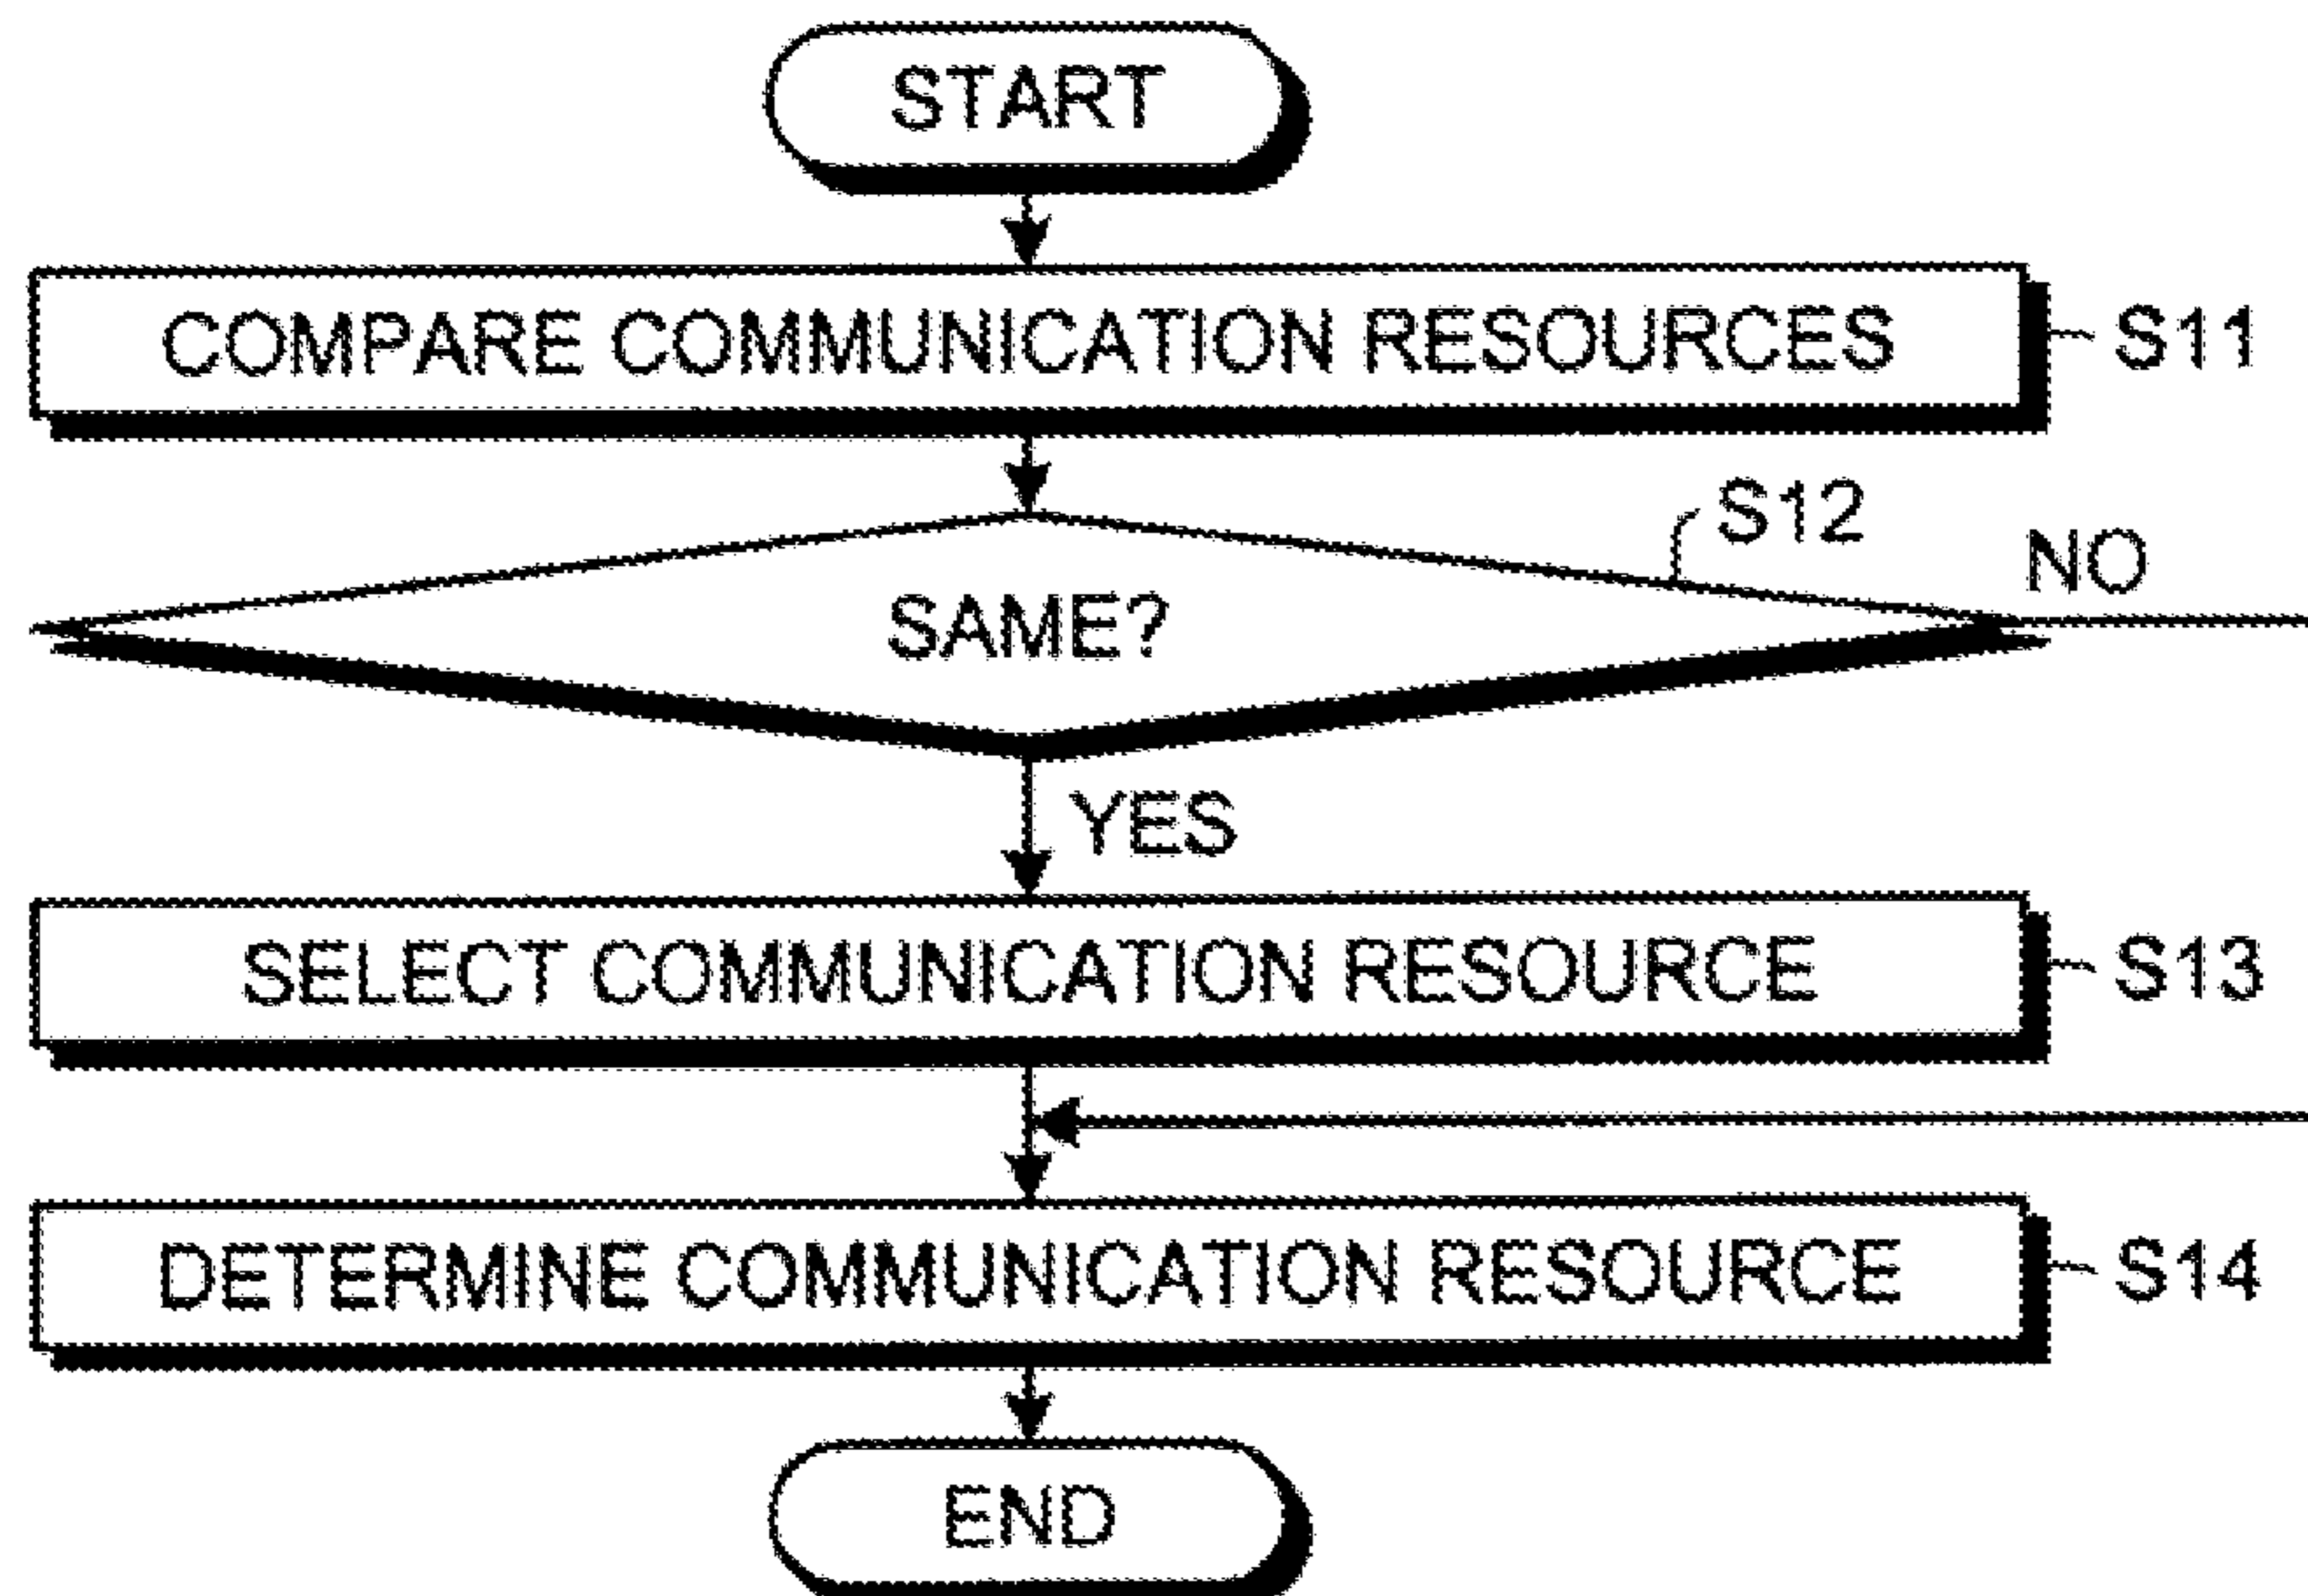 START
COMPARE COMMUNICATION RESOURCES S11
S12
NO
SAME?
YES
SELECT COMMUNICATION RESOURCE S13
DETERMINE COMMUNICATION RESOURCE S14
END